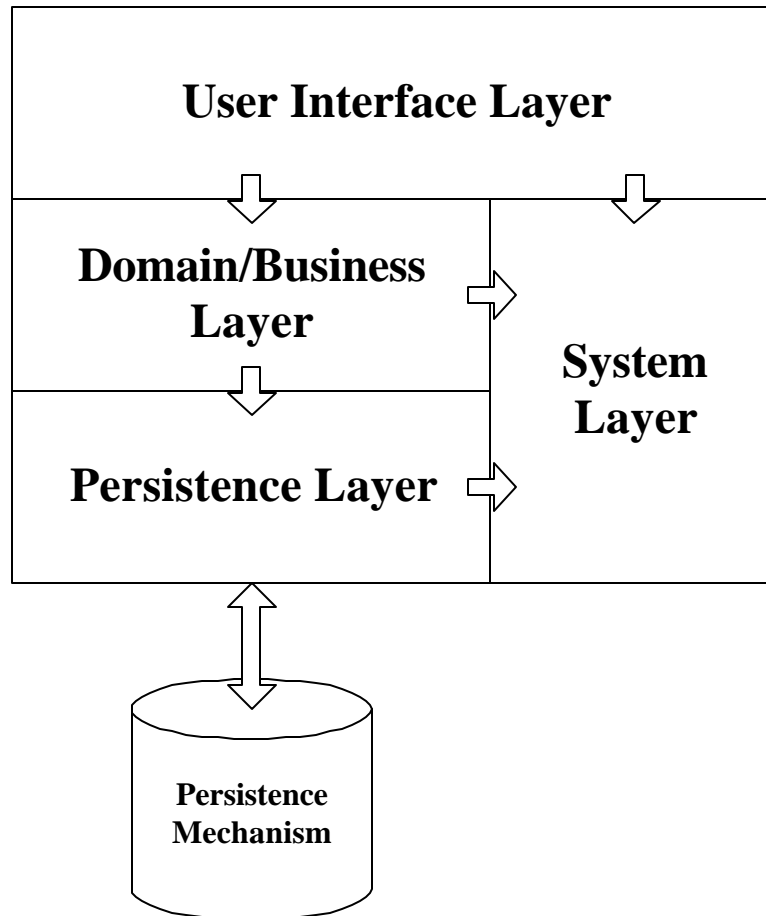 User Interface Layer
Domain/Business
Layer
System
Layer
Persistence Layer
Persistence
Mechanism